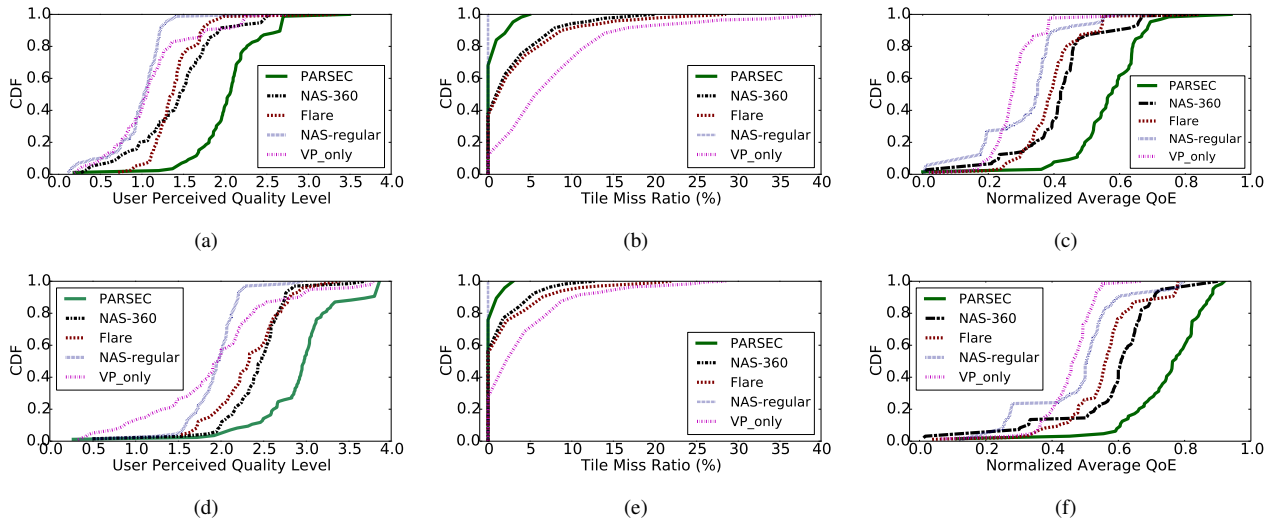 1.0
0.8
0.6
0.4
0.2
0.0
CDF
PARSEC
NAS-360
Flare
NAS-regular
VP_only
0.0 0.5 1.0 1.5 2.0 2.5 3.0 3.5 4.0
User Perceived Quality Level
(a)
1.0
0.8
0.6
0.4
0.2
0.0
CDF
PARSEC
NAS-360
Flare
NAS-regular
VP_only
0 5 10 15 20 25 30 35 40
Tile Miss Ratio (%)
(b)
1.0
0.8
0.6
0.4
0.2
0.0
CDF
PARSEC
NAS-360
Flare
NAS-regular
VP_only
0.0 0.2 0.4 0.6 0.8 1.0
Normalized Average QoE
(c)
1.0
0.8
0.6
0.4
0.2
0.0
CDF
PARSEC
NAS-360
Flare
NAS-regular
VP_only
0.0 0.5 1.0 1.5 2.0 2.5 3.0 3.5 4.0
User Perceived Quality Level
(d)
1.0
0.8
0.6
0.4
0.2
0.0
CDF
PARSEC
NAS-360
Flare
NAS-regular
VP_only
0 5 10 15 20 25 30 35 40
Tile Miss Ratio (%)
(e)
1.0
0.8
0.6
0.4
0.2
0.0
CDF
PARSEC
NAS-360
Flare
NAS-regular
VP_only
0.0 0.2 0.4 0.6 0.8 1.0
Normalized Average QoE
(f)